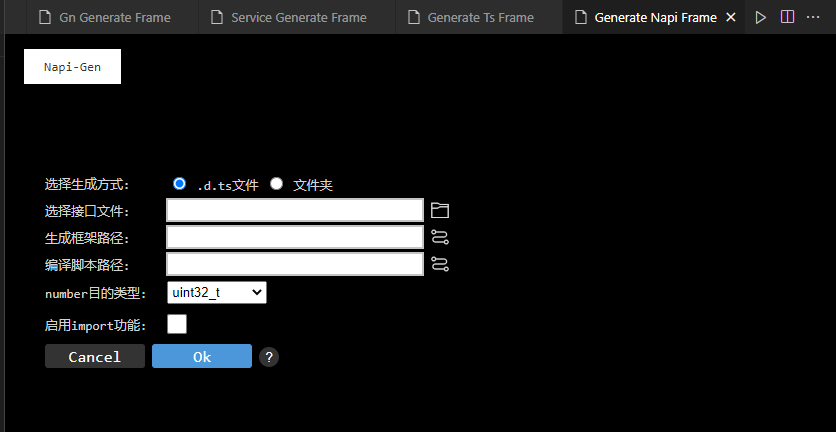 Gn Generate Frame Service Generate Frame Generate Ts Frame Generate Napi Frame
Napi-Gen
选择生成方式: .d.ts文件 文件夹
选择接口文件:
生成框架路径:
编译脚本路径:
number目的类型: uint32_t
启用import功能:
Cancel Ok ?